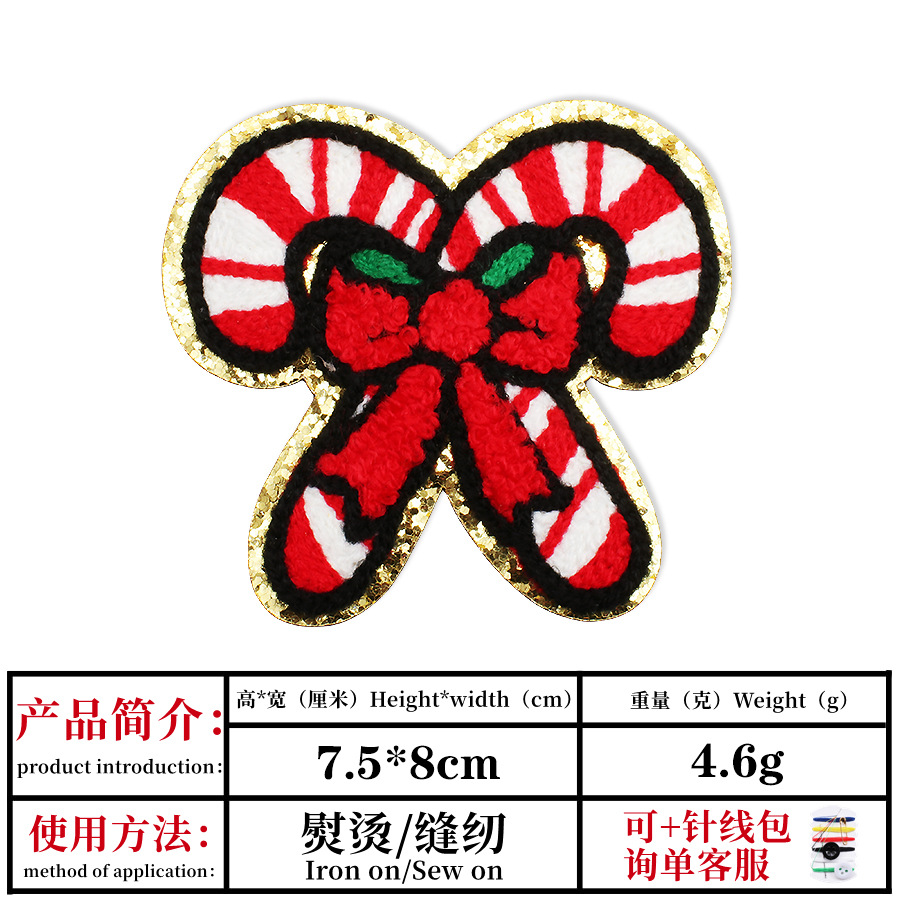 产品简介：
product introduction：
高*宽（厘米）Height*width（cm）
重量（克）Weight（g）
7.5*8cm
4.6g
使用方法：
method of application：
熨烫/缝纫
Iron on/Sew on
可+针线包
询单客服